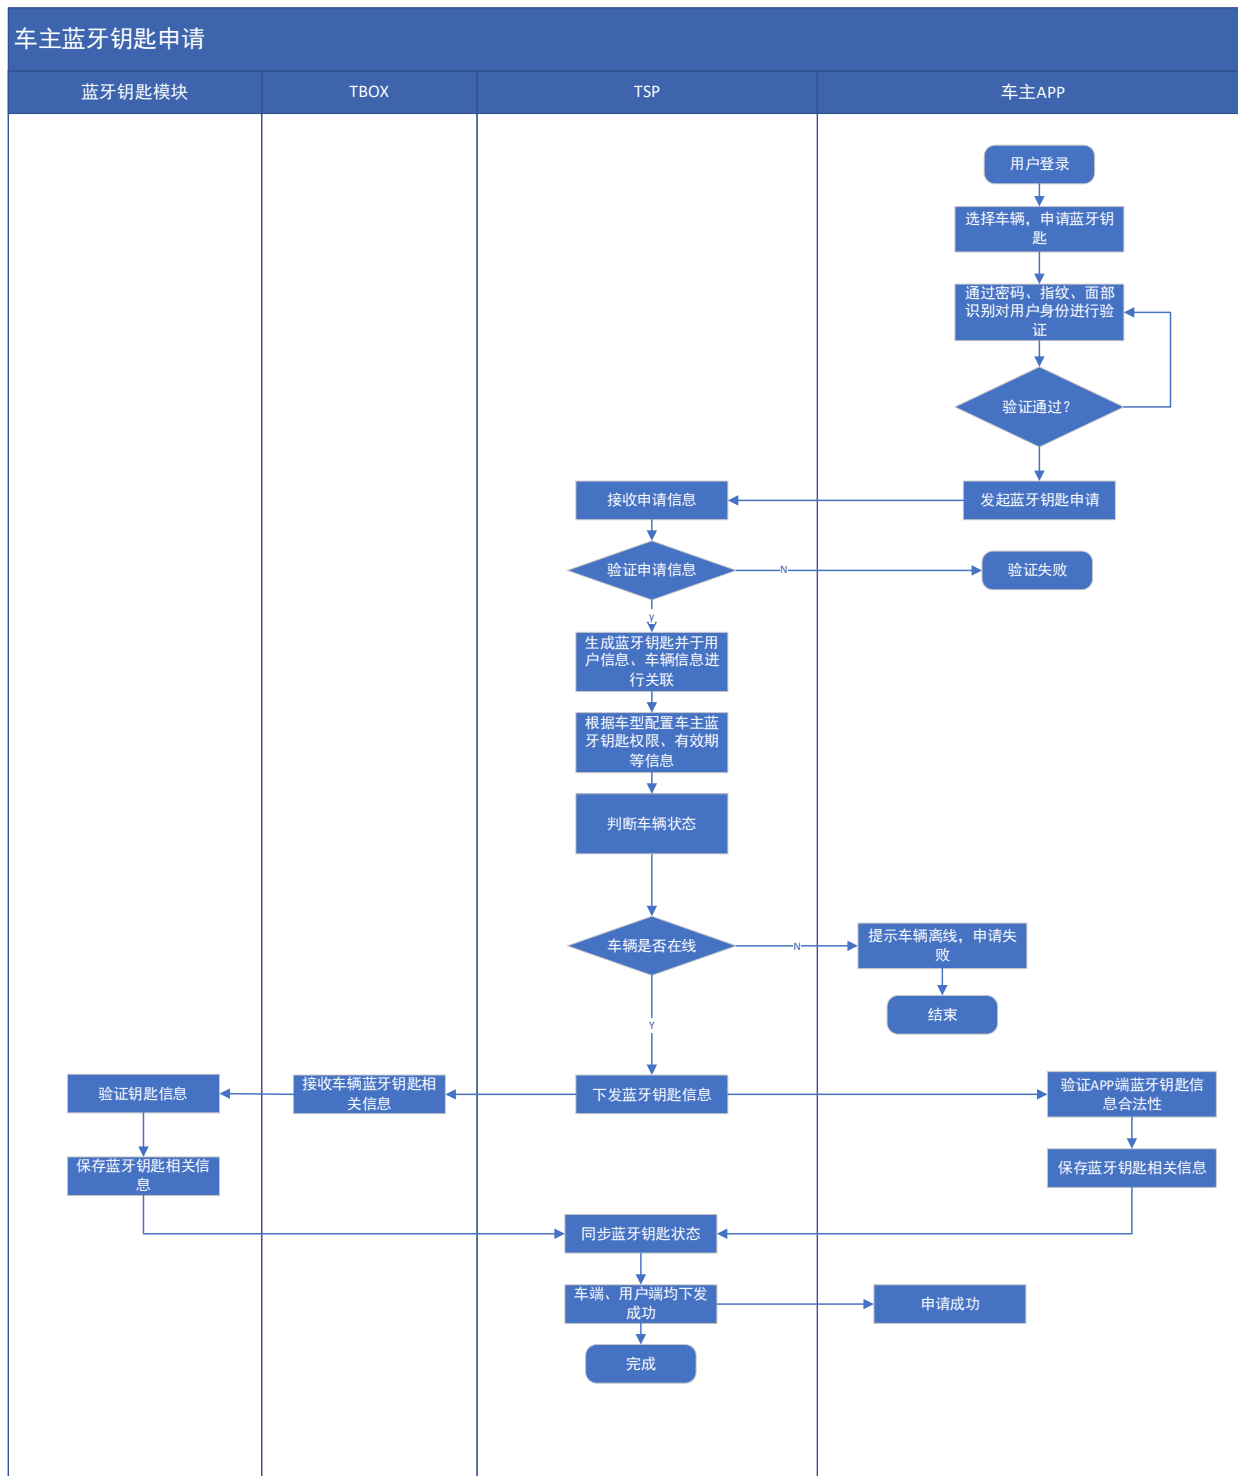 车主蓝牙钥匙申请
蓝牙钥匙模块
TBOX
TSP
车主APP
用户登录
选择车辆，申请蓝牙钥
匙
通过密码、指纹、面部
识别对用户身份进行验
证
验证通过？
接收申请信息
发起蓝牙钥匙申请
验证申请信息
N
验证失败
y
生成蓝牙钥匙并于用
户信息、车辆信息进
行关联
根据车型配置车主蓝
牙钥匙权限、有效期
等信息
判断车辆状态
车辆是否在线
N
提示车辆离线，申请失
败
结束
Y
验证钥匙信息
接收车辆蓝牙钥匙相
关信息
下发蓝牙钥匙信息
验证APP端蓝牙钥匙信
息合法性
保存蓝牙钥匙相关信
息
保存蓝牙钥匙相关信息
同步蓝牙钥匙状态
车端、用户端均下发
成功
申请成功
完成